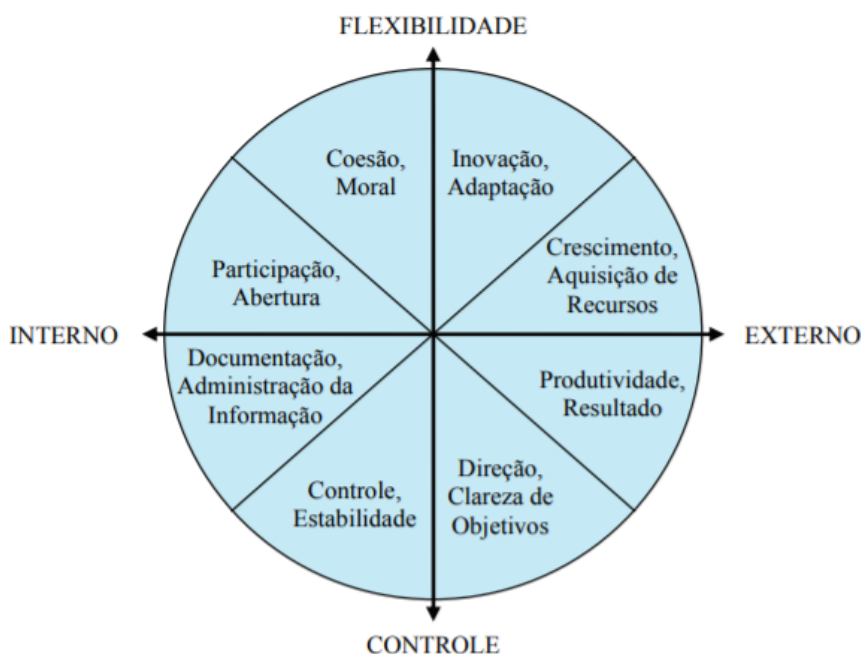 FLEXIBILIDADE
Coesão,
Moral
Inovação,
Adaptação
Participação,
Abertura
Crescimento,
Aquisição de
Recursos
INTERNO
EXTERNO
Documentação,
Administração da
Informação
Produtividade,
Resultado
Controle,
Estabilidade
Direção,
Clareza de
Objetivos
CONTROLE